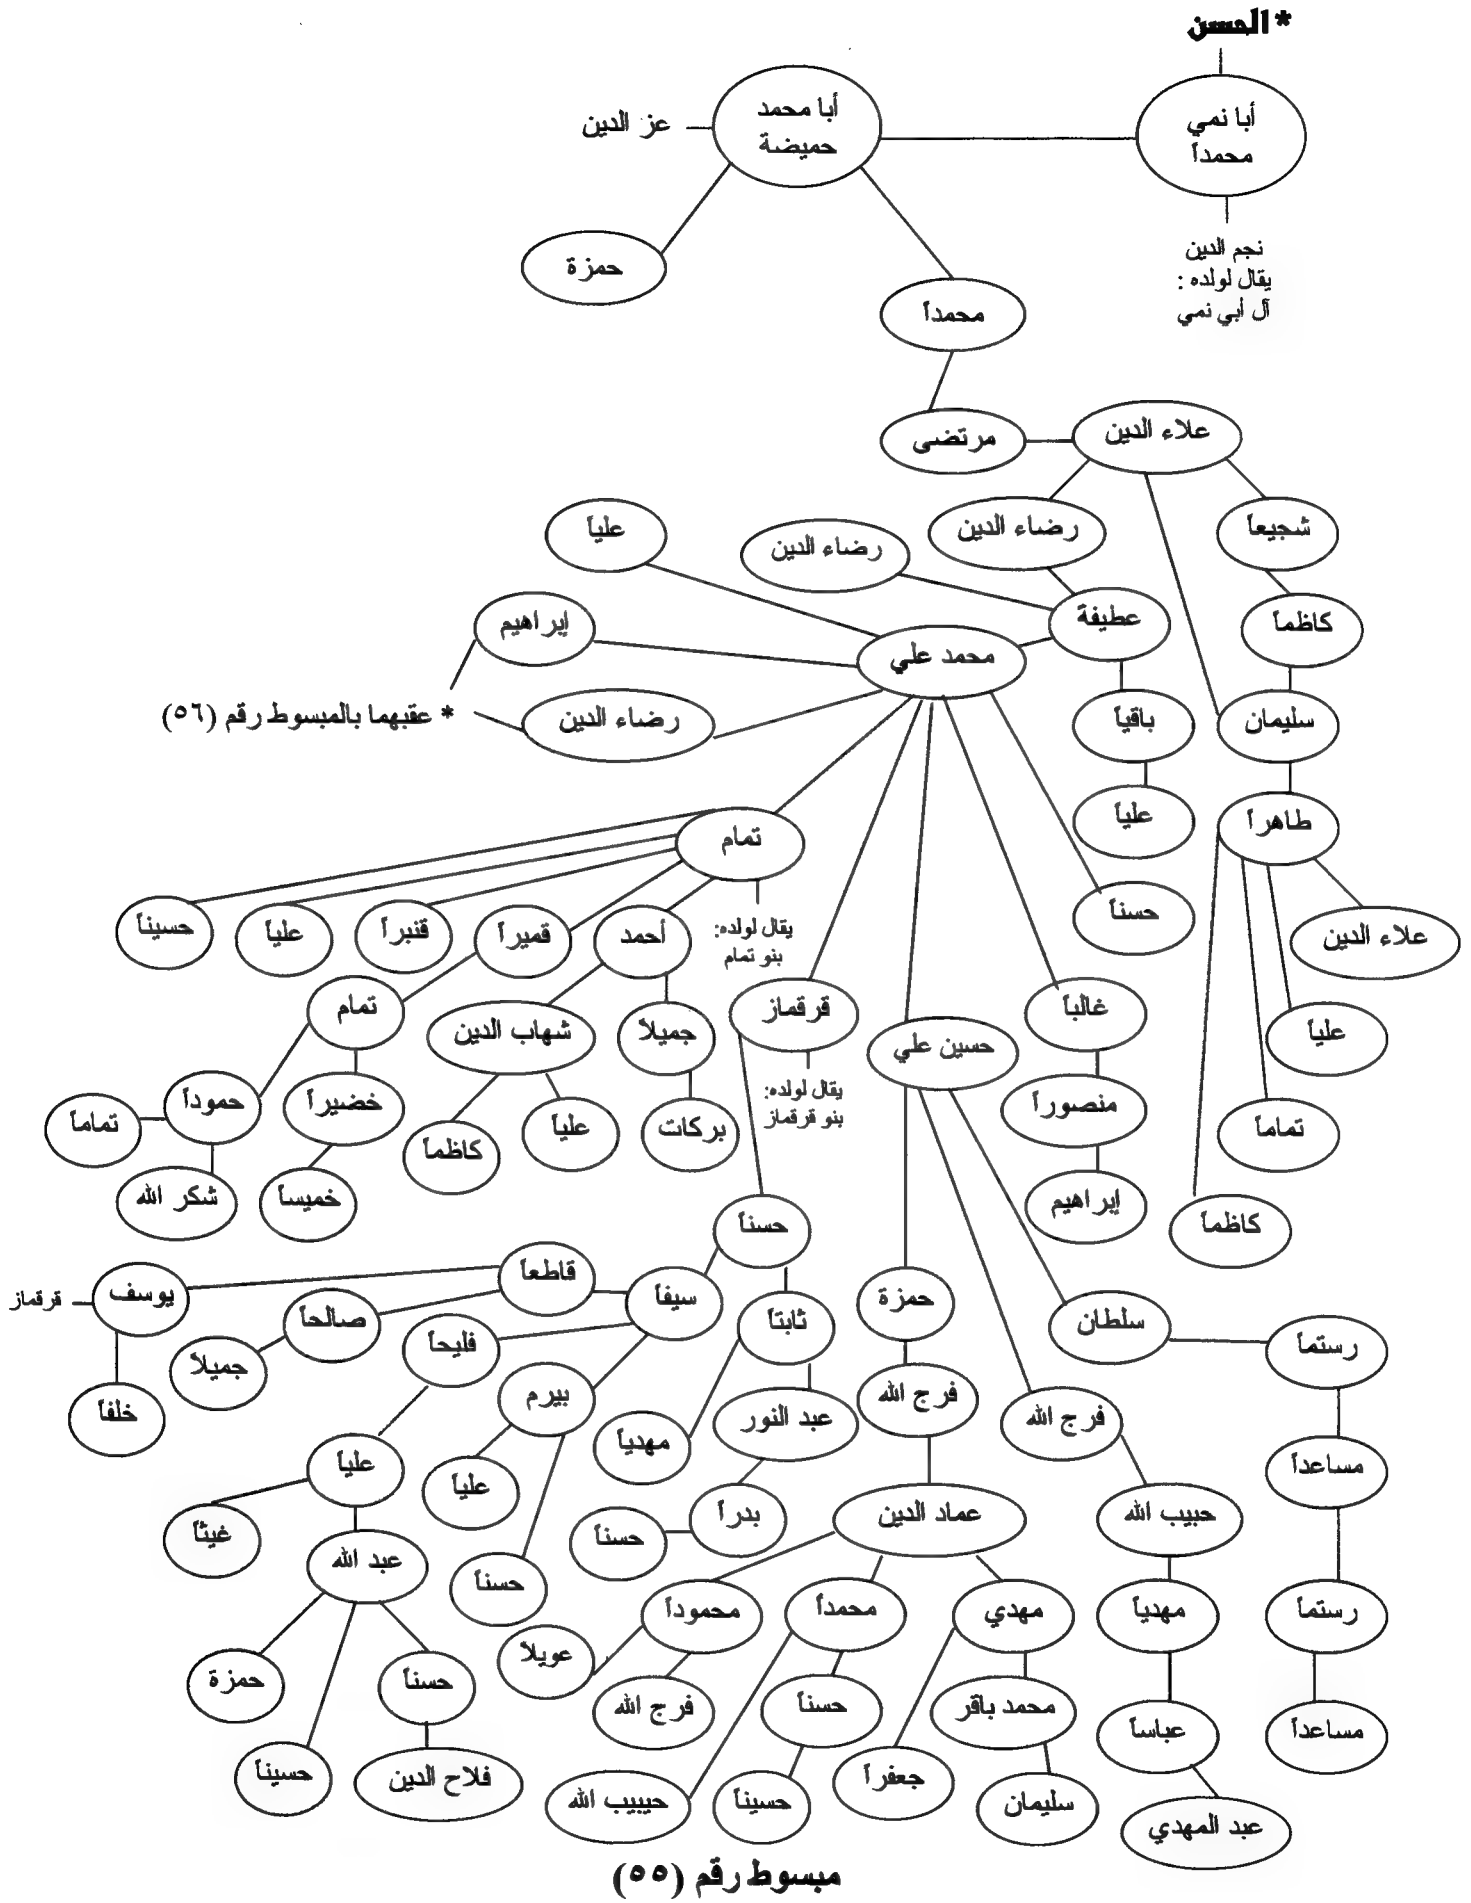 * الحسن
أبا نمي
محمداً
أبا محمد
حميضة
عز الدين
نجم الدين
يقال لولده :
آل أبي نمي
حمزة
محمداً
علاء الدين
مرتضى
شجيعاً
رضاء الدين
رضاء الدين
علياً
كاظماً
عطيفة
محمد علي
إبراهيم
سليمان
باقياً
رضاء الدين
* عقبهما بالمبسوط رقم (٥٦)
طاهراً
علياً
تمام
علاء الدين
حسناً
يقال لولده:
بنو تمام
أحمد
قميراً
قنبراً
علياً
حسيناً
علياً
غالباً
حسين علي
قرقماز
جميلاً
شهاب الدين
تمام
يقال لولده:
بنو قرقماز
تماماً
منصوراً
بركات
علياً
كاظماً
خضيراً
حموداً
تماماً
كاظماً
إبراهيم
حسناً
خميساً
شكر الله
رستماً
سلطان
حمزة
ثابتاً
سيفاً
قاطعاً
صالحاً
يوسف
قرقماز
فليحاً
جميلاً
خلفاً
فرج الله
فرج الله
عبد النور
مهدياً
بيرم
مساعداً
حبيب الله
عماد الدين
بدراً
حسناً
علياً
علياً
غيثاً
رستماً
مهدياً
مهدي
محمداً
محموداً
عويلاً
حسناً
عبد الله
مساعداً
عباساً
محمد باقر
حسناً
فرج الله
حسناً
حمزة
عبد المهدي
سليمان
جعفراً
حسيناً
حبيب الله
فلاح الدين
حسيناً
مبسوط رقم (٥٥)